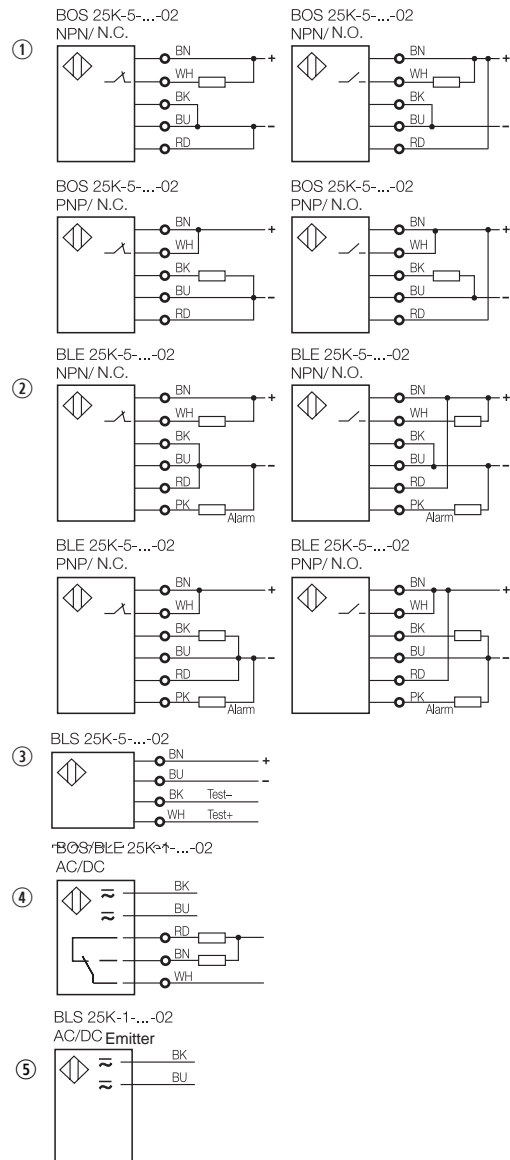 BOS 25K-5-...-02
NPN/ N.C.
①
BN
WH
BK
BU
RD
+
–
BOS 25K-5-...-02
NPN/ N.O.
BN
WH
BK
BU
RD
+
–
BOS 25K-5-...-02
PNP/ N.C.
BN
WH
BK
BU
RD
+
–
BOS 25K-5-...-02
PNP/ N.O.
BN
WH
BK
BU
RD
+
–
BLE 25K-5-...-02
NPN/ N.C.
②
BN
WH
BK
BU
RD
PK
Alarm
+
–
BLE 25K-5-...-02
NPN/ N.O.
BN
WH
BK
BU
RD
PK
Alarm
+
–
BLE 25K-5-...-02
PNP/ N.C.
BN
WH
BK
BU
RD
PK
Alarm
+
–
BLE 25K-5-...-02
PNP/ N.O.
BN
WH
BK
BU
RD
PK
Alarm
+
–
BLS 25K-5-...-02
③
BN +
BU –
BK Test–
WH Test+
BOS/BLE 25K-1-...-02
AC/DC
④
BK
BU
RD
BN
WH
BLS 25K-1-...-02
AC/DC Emitter
⑤
BK
BU